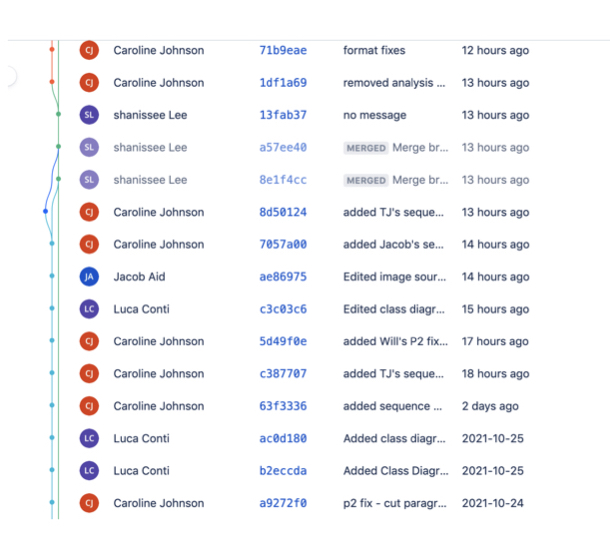 CJ Caroline Johnson 71b9eae format fixes 12 hours ago
CJ Caroline Johnson 1df1a69 removed analysis ... 13 hours ago
SL shanissee Lee 13fab37 no message 13 hours ago
SL shanissee Lee a57ee40 MERGED Merge br... 13 hours ago
SL shanissee Lee 8e1f4cc MERGED Merge br... 13 hours ago
CJ Caroline Johnson 8d50124 added TJ's seque... 13 hours ago
CJ Caroline Johnson 7057a00 added Jacob's se... 14 hours ago
JA Jacob Aid ae86975 Edited image sour... 14 hours ago
LC Luca Conti c3c03c6 Edited class diagr... 15 hours ago
CJ Caroline Johnson 5d49f0e added Will's P2 fix... 17 hours ago
CJ Caroline Johnson c387707 added TJ's seque... 18 hours ago
CJ Caroline Johnson 63f3336 added sequence ... 2 days ago
LC Luca Conti ac0d180 Added class diagr... 2021-10-25
LC Luca Conti b2eccda Added Class Diagr... 2021-10-25
CJ Caroline Johnson a9272f0 p2 fix - cut paragr... 2021-10-24